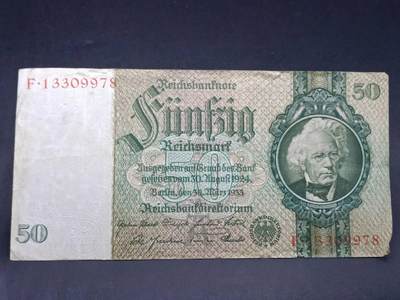 F·13309978
Reichsbanknote
50
Fünfzig
Reichsmark
50
Ausgegeben auf Grund des Bank
gesetzes vom 30. August 1924
Berlin, den 30. März 1933
Reichsbankdirektorium
50
F·13309978